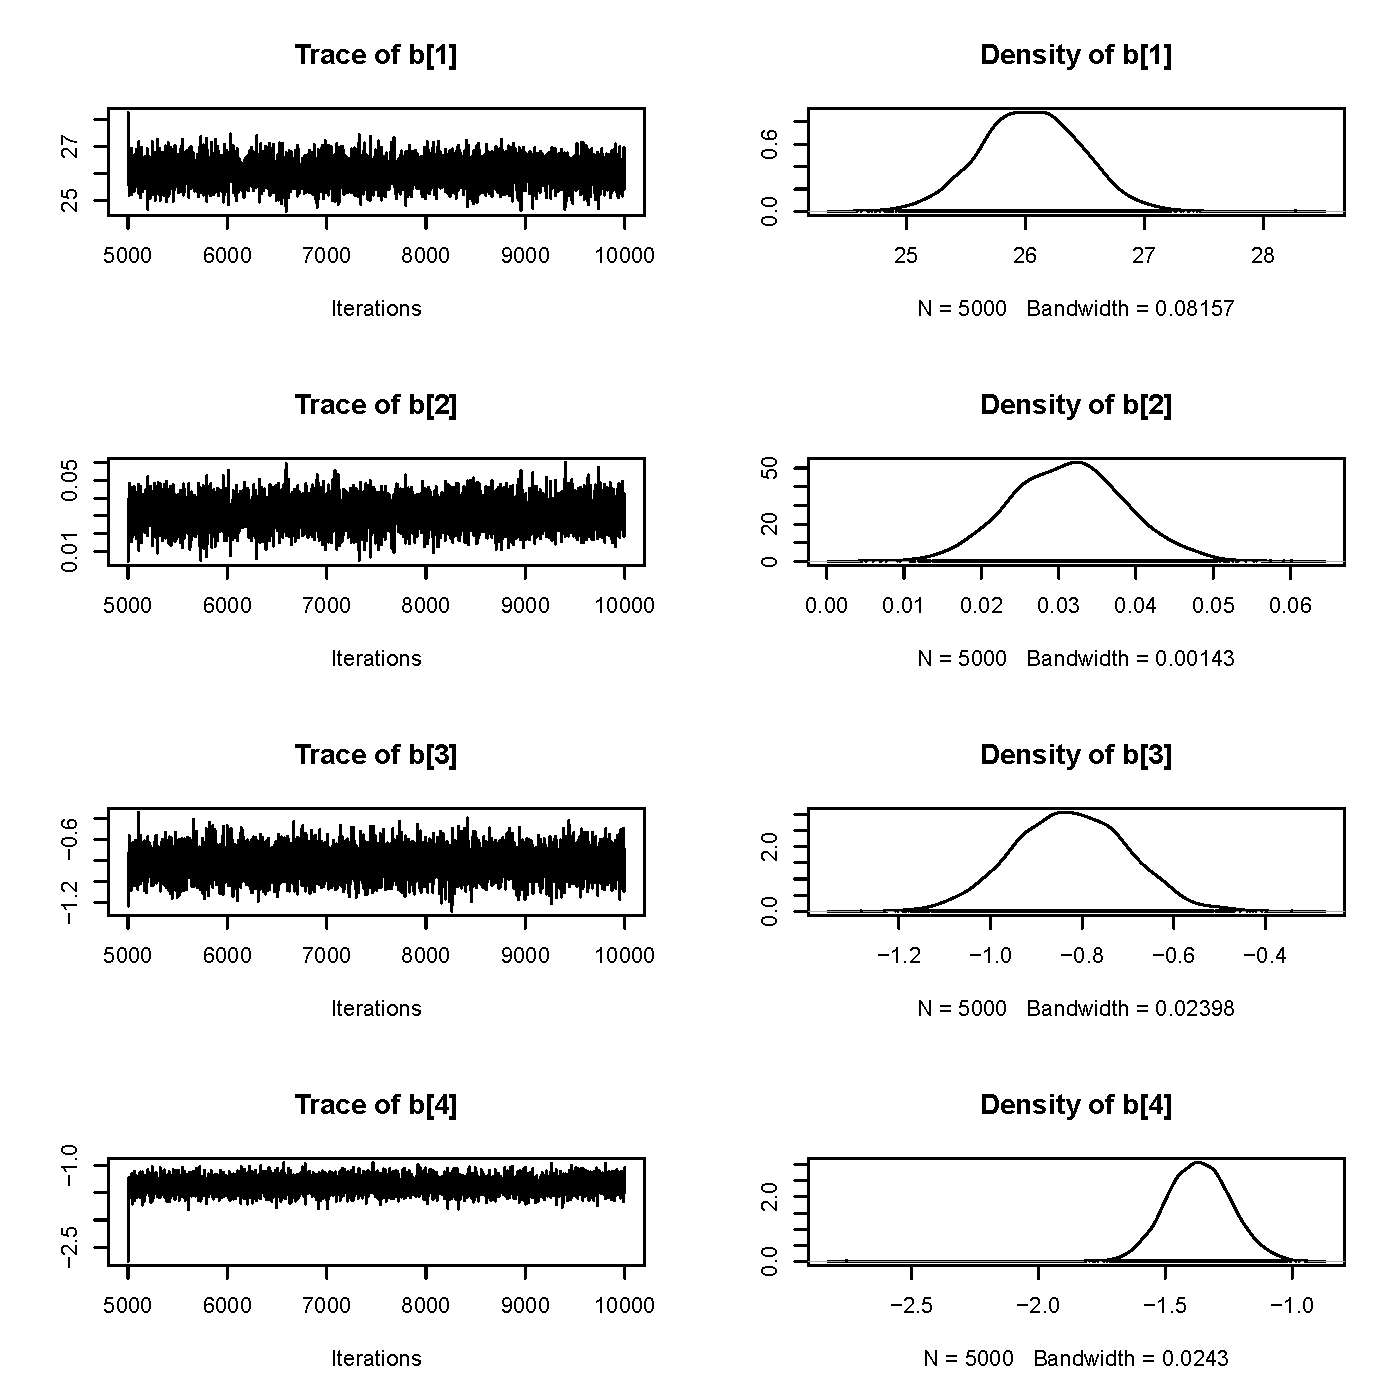 Trace of b[1]
27
25
5000 6000 7000 8000 9000 10000
Iterations
Density of b[1]
0.6
0.0
25 26 27 28
N = 5000 Bandwidth = 0.08157
Trace of b[2]
0.05
0.01
5000 6000 7000 8000 9000 10000
Iterations
Density of b[2]
50
20
0
0.00 0.01 0.02 0.03 0.04 0.05 0.06
N = 5000 Bandwidth = 0.00143
Trace of b[3]
−0.6
−1.2
5000 6000 7000 8000 9000 10000
Iterations
Density of b[3]
2.0
0.0
−1.2 −1.0 −0.8 −0.6 −0.4
N = 5000 Bandwidth = 0.02398
Trace of b[4]
−1.0
−2.5
5000 6000 7000 8000 9000 10000
Iterations
Density of b[4]
2.0
0.0
−2.5 −2.0 −1.5 −1.0
N = 5000 Bandwidth = 0.0243